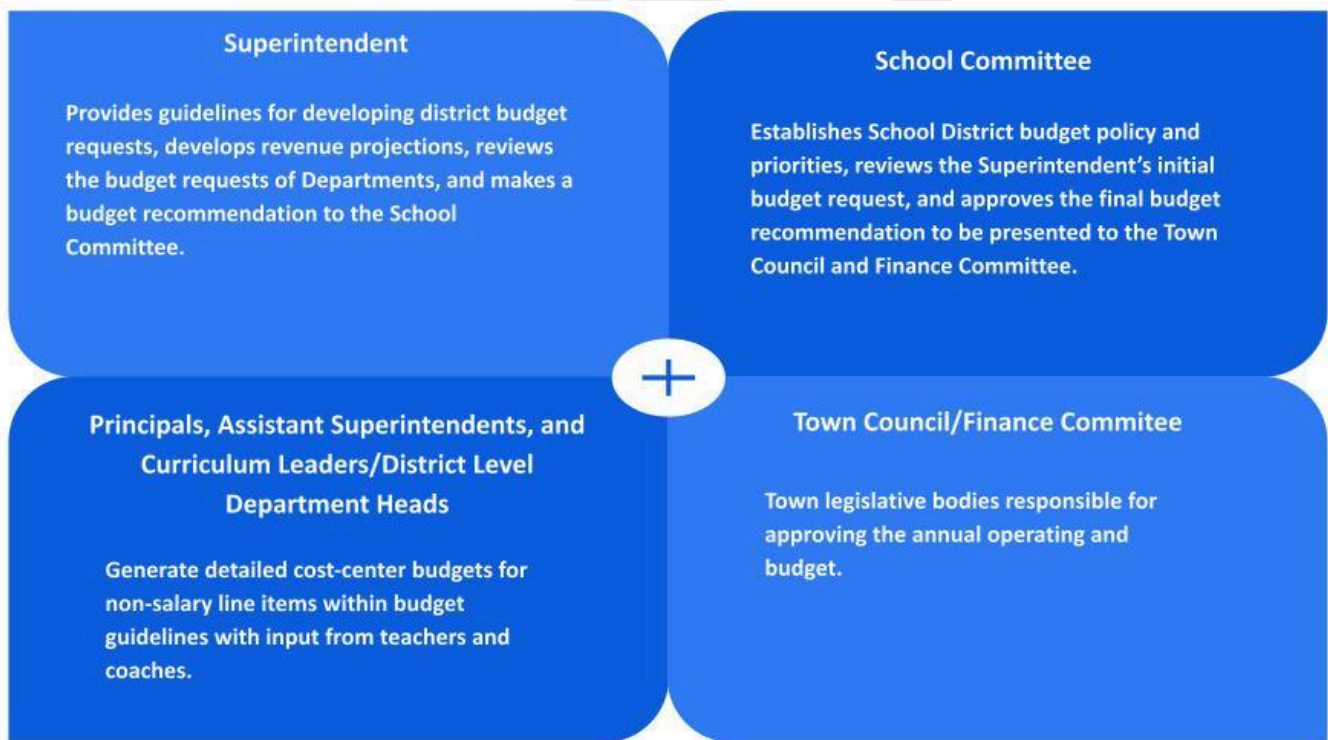 Superintendent
Provides guidelines for developing district budget
requests, develops revenue projections, reviews
the budget requests of Departments, and makes a
budget recommendation to the School
Committee.
School Committee
Establishes School District budget policy and
priorities, reviews the Superintendent’s initial
budget request, and approves the final budget
recommendation to be presented to the Town
Council and Finance Committee.
Principals, Assistant Superintendents, and
Curriculum Leaders/District Level
Department Heads
Generate detailed cost-center budgets for
non-salary line items within budget
guidelines with input from teachers and
coaches.
Town Council/Finance Commitee
Town legislative bodies responsible for
approving the annual operating and
budget.